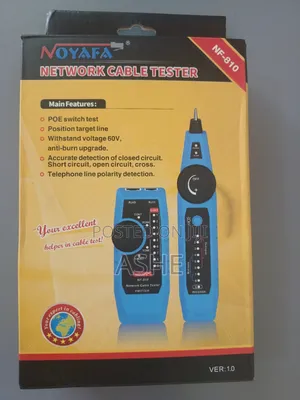 NOYAFA
NF-810
NETWORK CABLE TESTER
Main Features:
POE switch test
Position target line
Withstand voltage 60V,
anti-burn upgrade.
Accurate detection of closed circuit.
Short circuit, open circuit, cross.
Telephone line polarity detection.
Your excellent
helper in cable test!
ASHE
VER:1.0